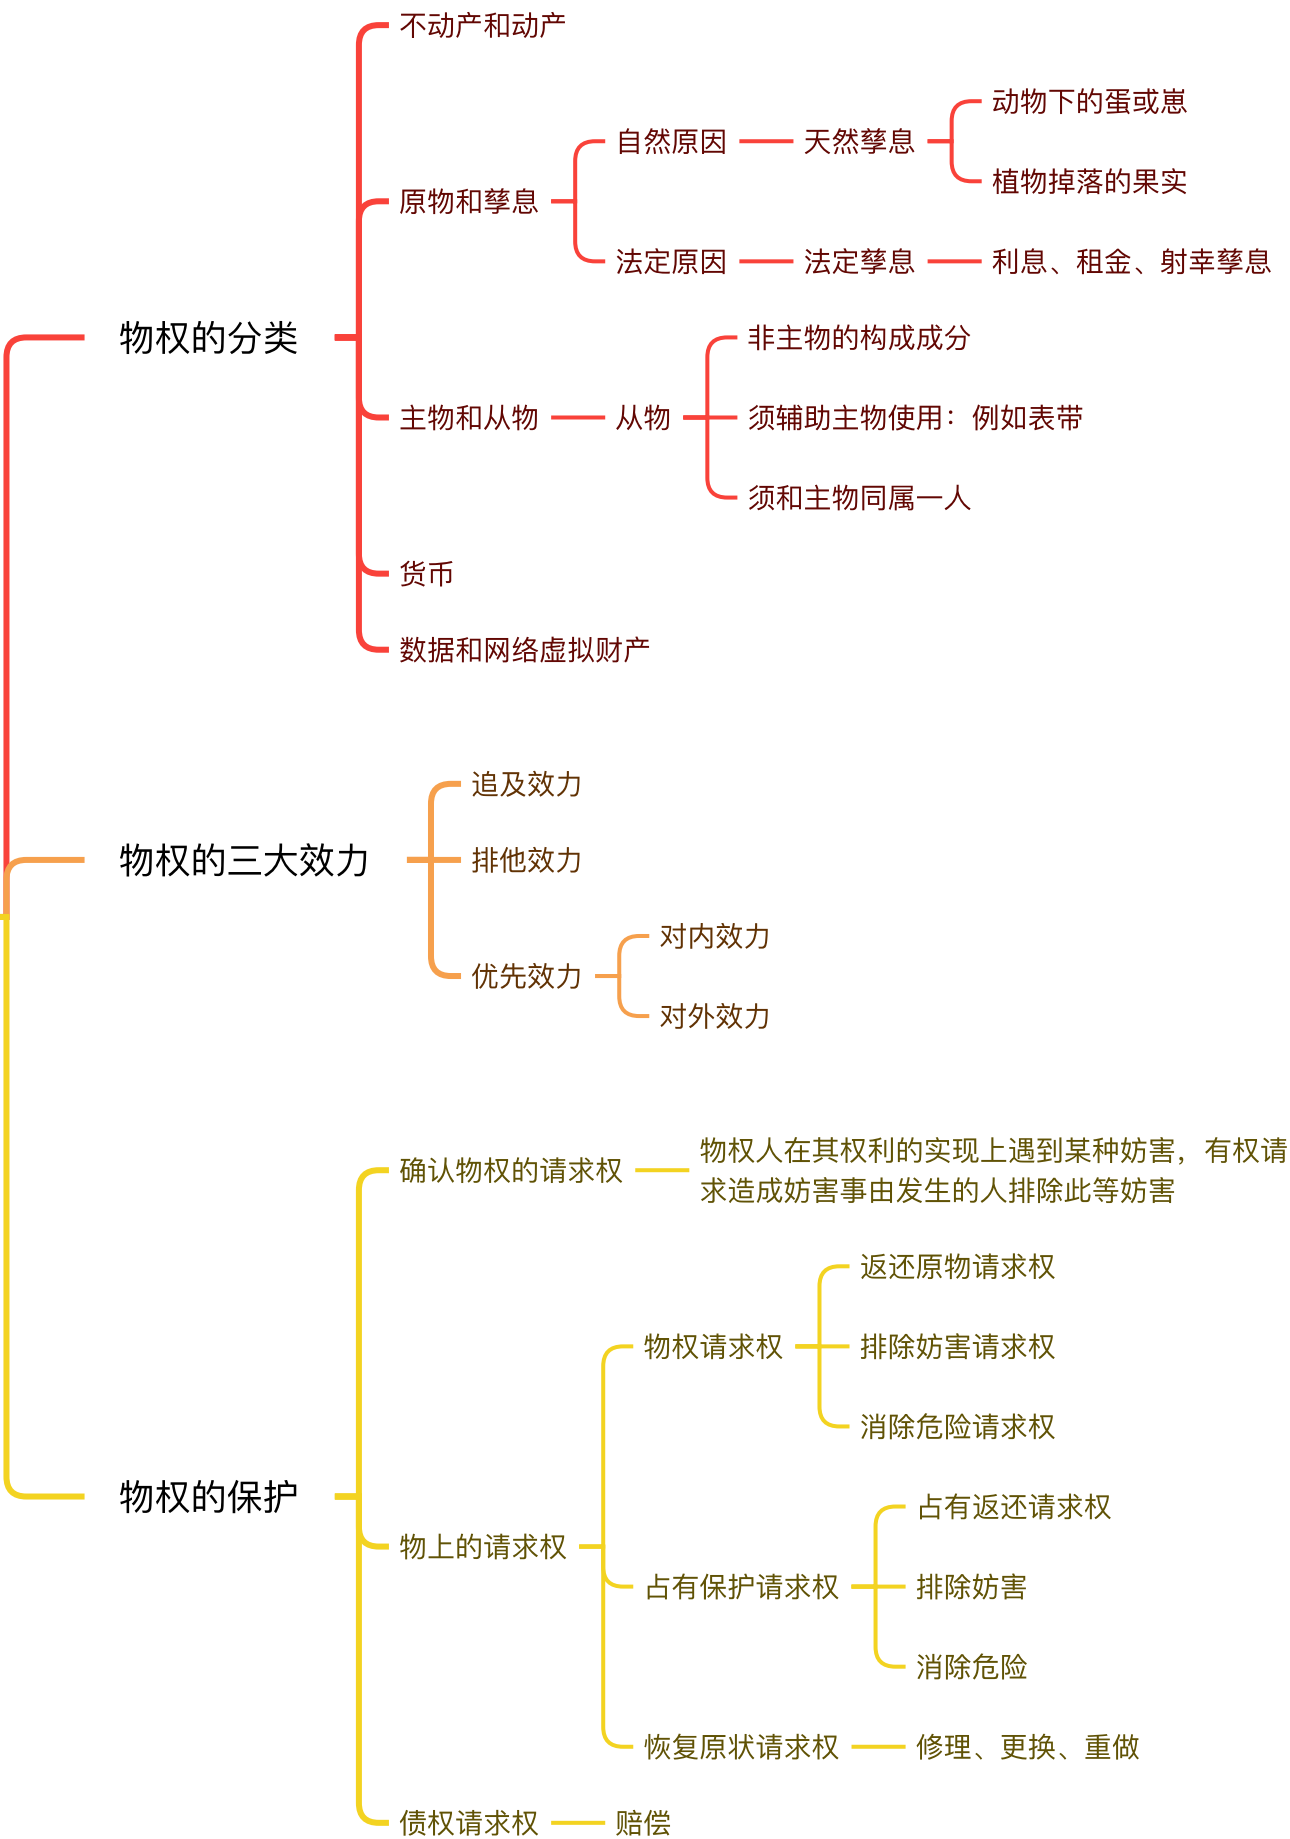 物权的分类
不动产和动产
原物和孳息
自然原因
天然孳息
动物下的蛋或崽
植物掉落的果实
法定原因
法定孳息
利息、租金、射幸孳息
主物和从物
从物
非主物的构成成分
须辅助主物使用：例如表带
须和主物同属一人
货币
数据和网络虚拟财产
物权的三大效力
追及效力
排他效力
优先效力
对内效力
对外效力
物权的保护
确认物权的请求权
物权人在其权利的实现上遇到某种妨害，有权请
求造成妨害事由发生的人排除此等妨害
物上的请求权
物权请求权
返还原物请求权
排除妨害请求权
消除危险请求权
占有保护请求权
占有返还请求权
排除妨害
消除危险
恢复原状请求权
修理、更换、重做
债权请求权
赔偿